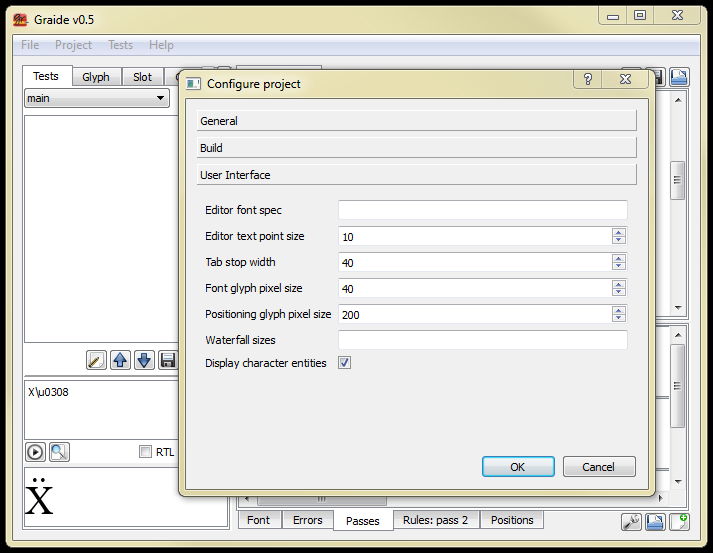 Graide v0.5
File Project Tests Help
Tests Glyph Slot
main
Configure project
General
Build
User Interface
Editor font spec
Editor text point size 10
Tab stop width 40
Font glyph pixel size 40
Positioning glyph pixel size 200
Waterfall sizes
Display character entities
OK Cancel
X\u0308
RTL
Ẍ
Font Errors Passes Rules: pass 2 Positions